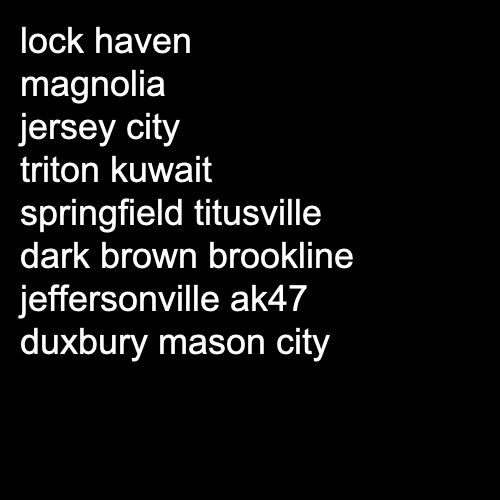 lock haven
magnolia
jersey city
triton kuwait
springfield titusville
dark brown brookline
jeffersonville ak47
duxbury mason city